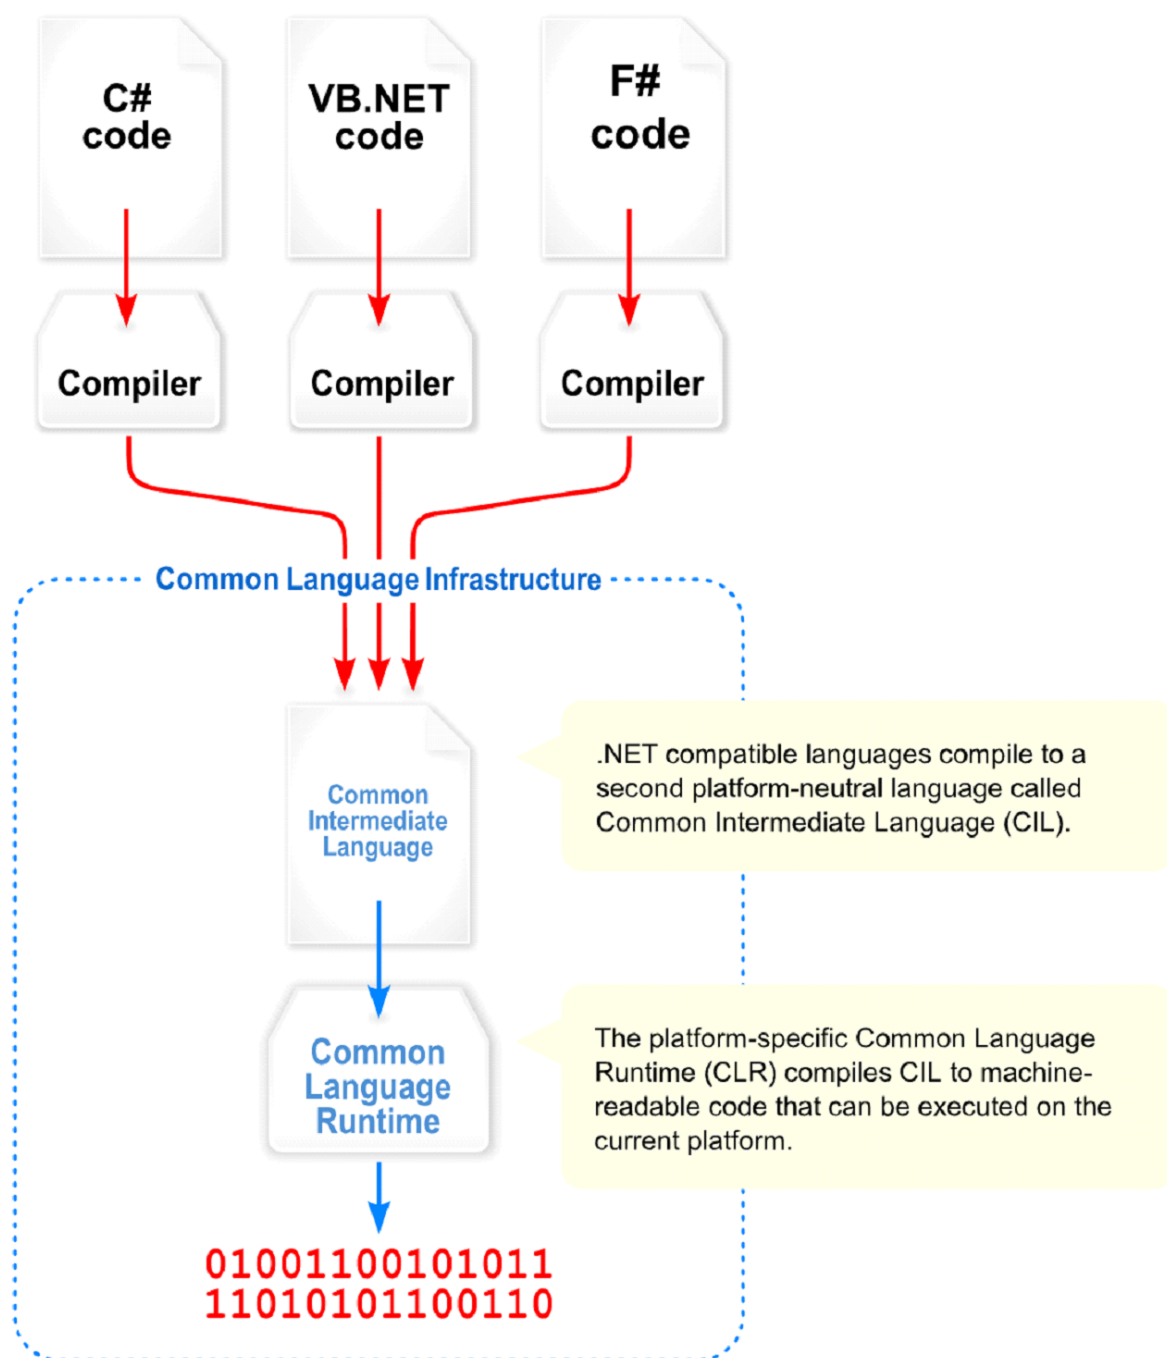 C#
code
VB.NET
code
F#
code
Compiler
Compiler
Compiler
Common Language Infrastructure
Common
Intermediate
Language
.NET compatible languages compile to a
second platform-neutral language called
Common Intermediate Language (CIL).
Common
Language
Runtime
The platform-specific Common Language
Runtime (CLR) compiles CIL to machine-
readable code that can be executed on the
current platform.
01001100101011
11010101100110